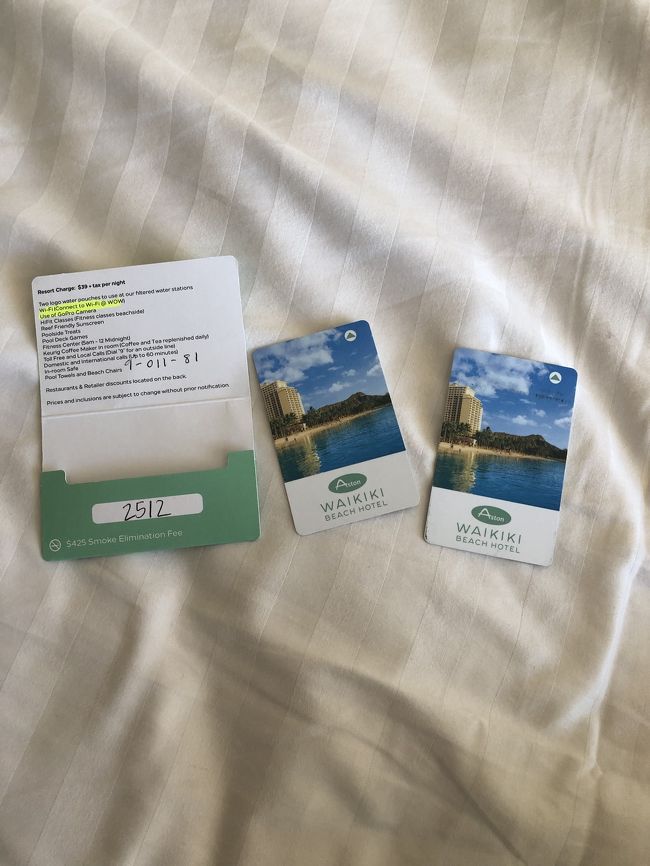 Resort Charge: $39 + tax per night
Two logo water pouches to use at our filtered water stations
Wi-Fi (Connect to Wi-Fi @ WOW)
Use of GoPro Camera
HiFit Classes (Fitness classes beachside)
Reef Friendly Sunscreen
Poolside Treats
Pool Deck Games
Fitness Center (5am - 12 Midnight)
Keurig Coffee Maker in room (Coffee and Tea replenished daily)
Toll Free and Local Calls (Dial '9' for an outside line)
Domestic and International calls (Up to 60 minutes)
In-room Safe
9-011-81
Pool Towels and Beach Chairs
Restaurants & Retailer discounts located on the back.
Prices and inclusions are subject to change without prior notification.
2512
$425 Smoke Elimination Fee
Aston
WAIKIKI
BEACH HOTEL
Aston
WAIKIKI
BEACH HOTEL